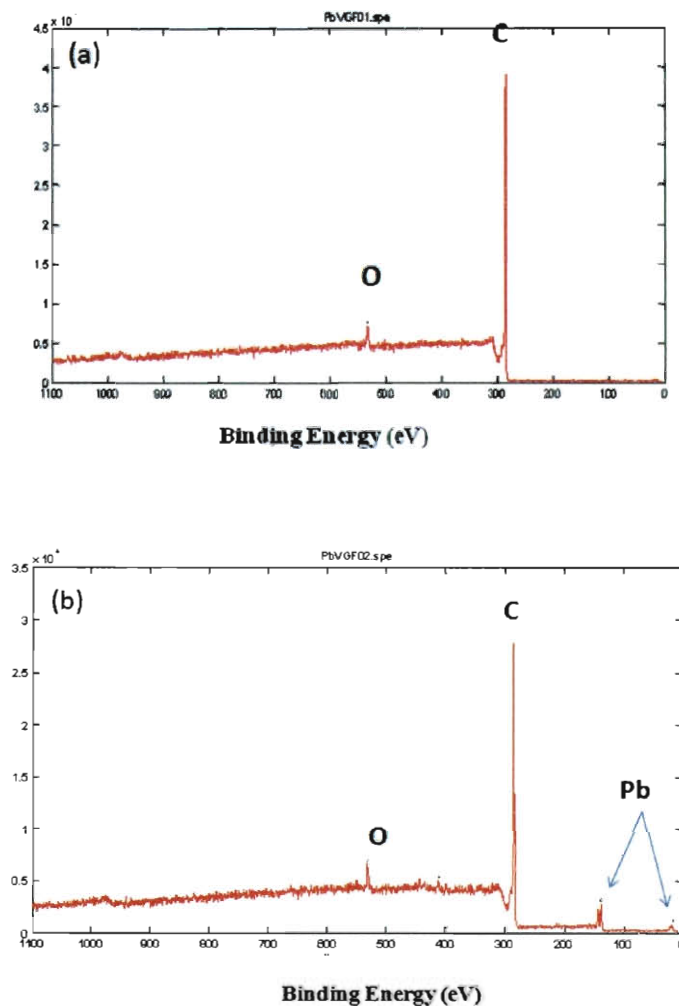 PbVGF01.spe
4.5 × 10
(a)
C
4
3.5
3
2.5
2
1.5
O
1
0.5
0
1100 1000 900 800 700 600 500 400 300 200 100 0
Binding Energy (eV)
PbVGF02.spe
3.5 × 10⁴
(b)
C
3
2.5
2
1.5
Pb
1
O
0.5
0
1100 1000 900 800 700 600 500 400 300 200 100
Binding Energy (eV)